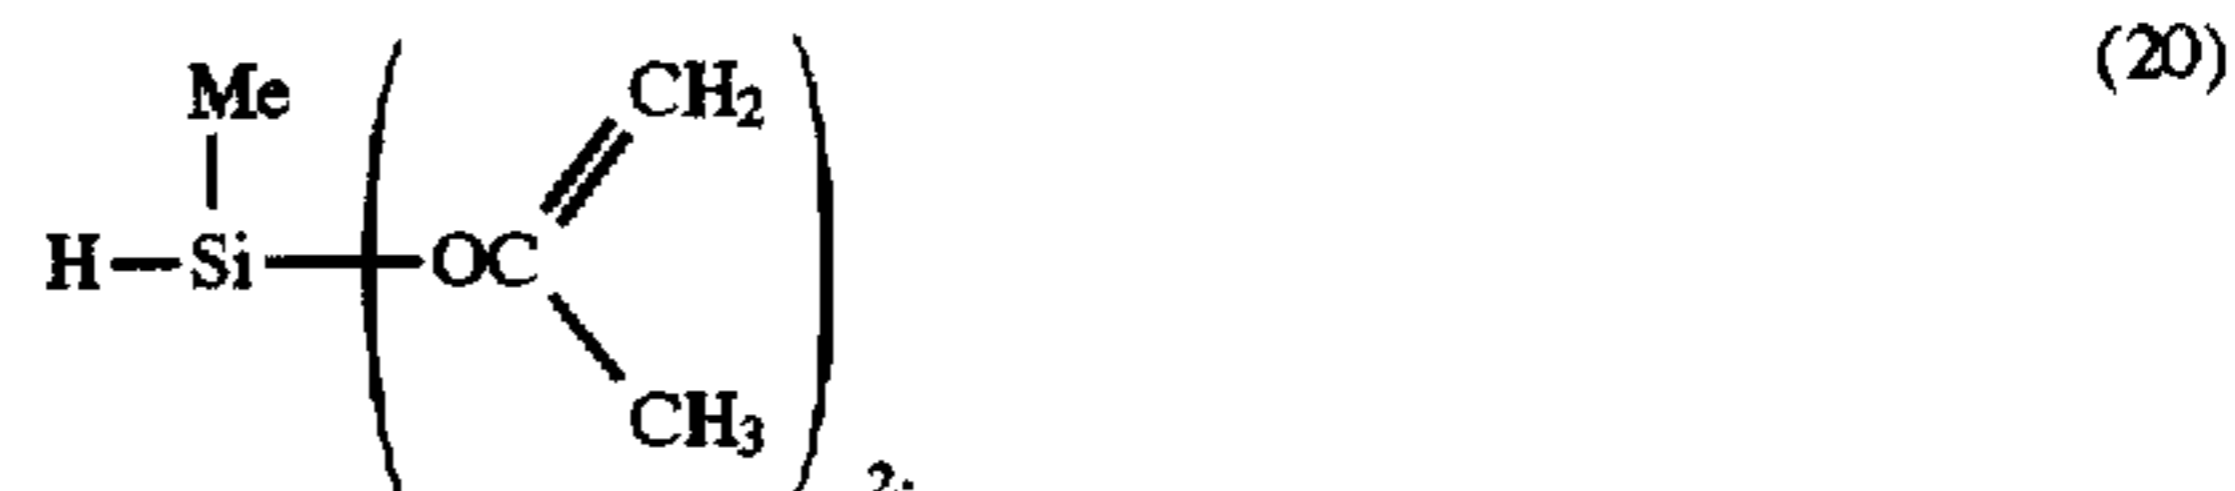 (20)
Me
CH₂
H—Si—(OC
CH₃
)₂;